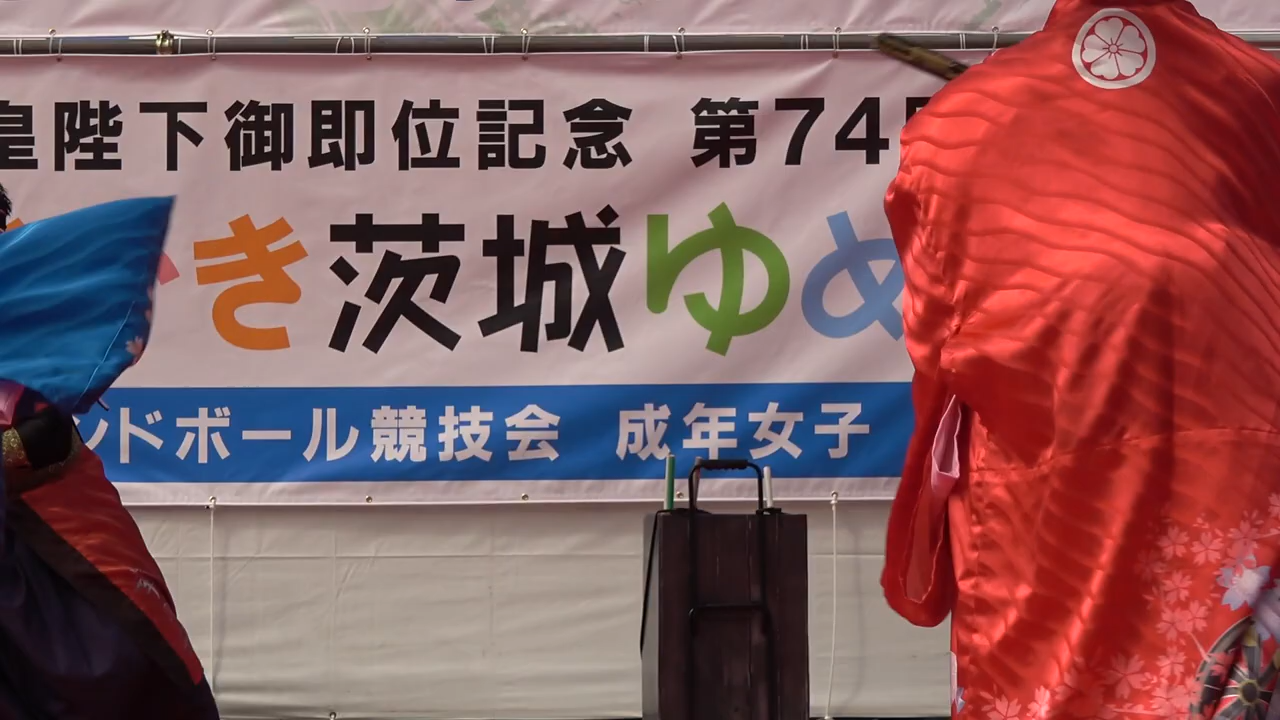 皇陛下御即位記念 第74
き茨城ゆめ
ンドボール競技会 成年女子